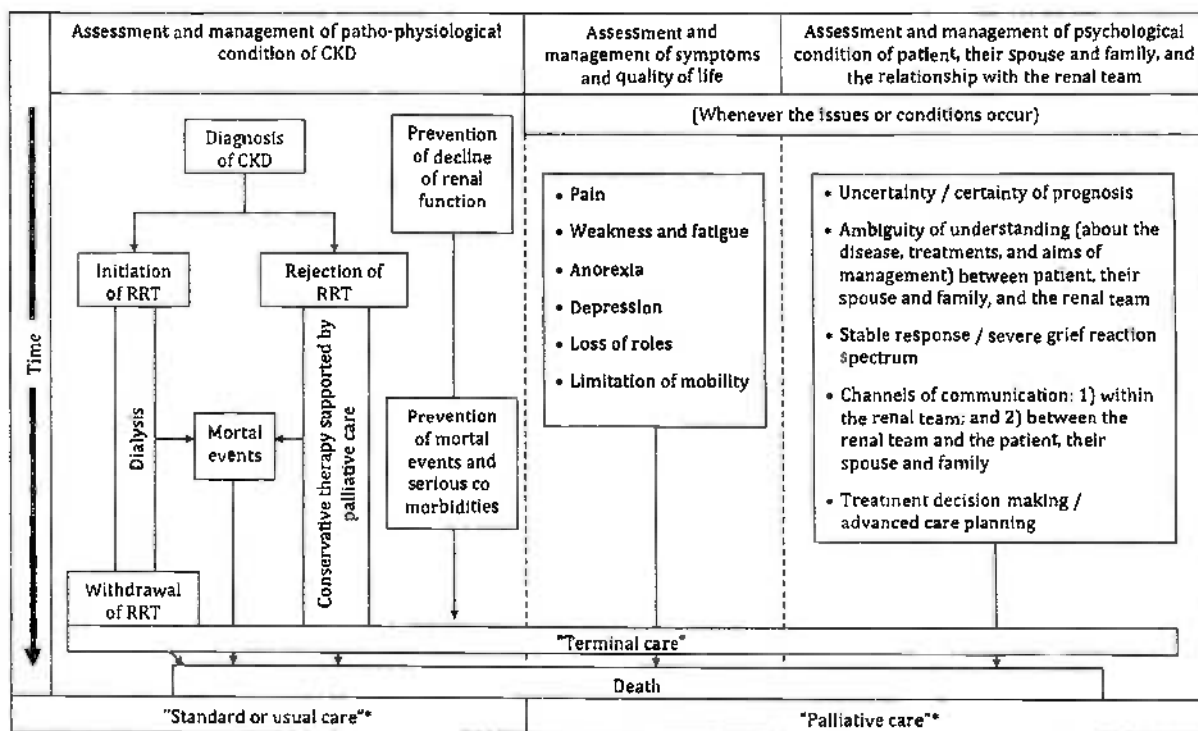 Assessment and management of patho-physiological
condition of CKD
Assessment and
management of symptoms
and quality of life
Assessment and management of psychological
condition of patient, their spouse and family, and
the relationship with the renal team
(Whenever the issues or conditions occur)
Time
Diagnosis
of CKD
Prevention
of decline
of renal
function
Initiation
of RRT
Rejection of
RRT
Dialysis
Mortal
events
Conservative therapy supported by
palliative care
Prevention
of mortal
events and
serious co
morbidities
Withdrawal
of RRT
• Pain
• Weakness and fatigue
• Anorexia
• Depression
• Loss of roles
• Limitation of mobility
• Uncertainty / certainty of prognosis
• Ambiguity of understanding (about the
disease, treatments, and aims of
management) between patient, their
spouse and family, and the renal team
• Stable response / severe grief reaction
spectrum
• Channels of communication: 1) within
the renal team; and 2) between the
renal team and the patient, their
spouse and family
• Treatment decision making /
advanced care planning
"Terminal care"
Death
"Standard or usual care"*
"Palliative care"*